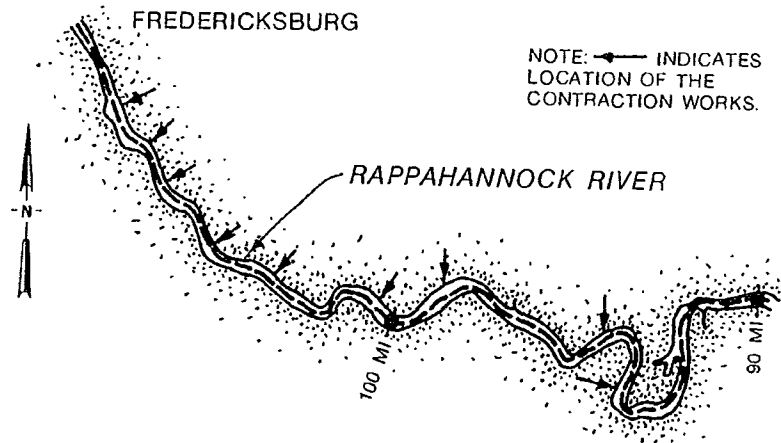 FREDERICKSBURG
NOTE: INDICATES
LOCATION OF THE
CONTRACTION WORKS.
-N-
RAPPAHANNOCK RIVER
100 MI
90 MI